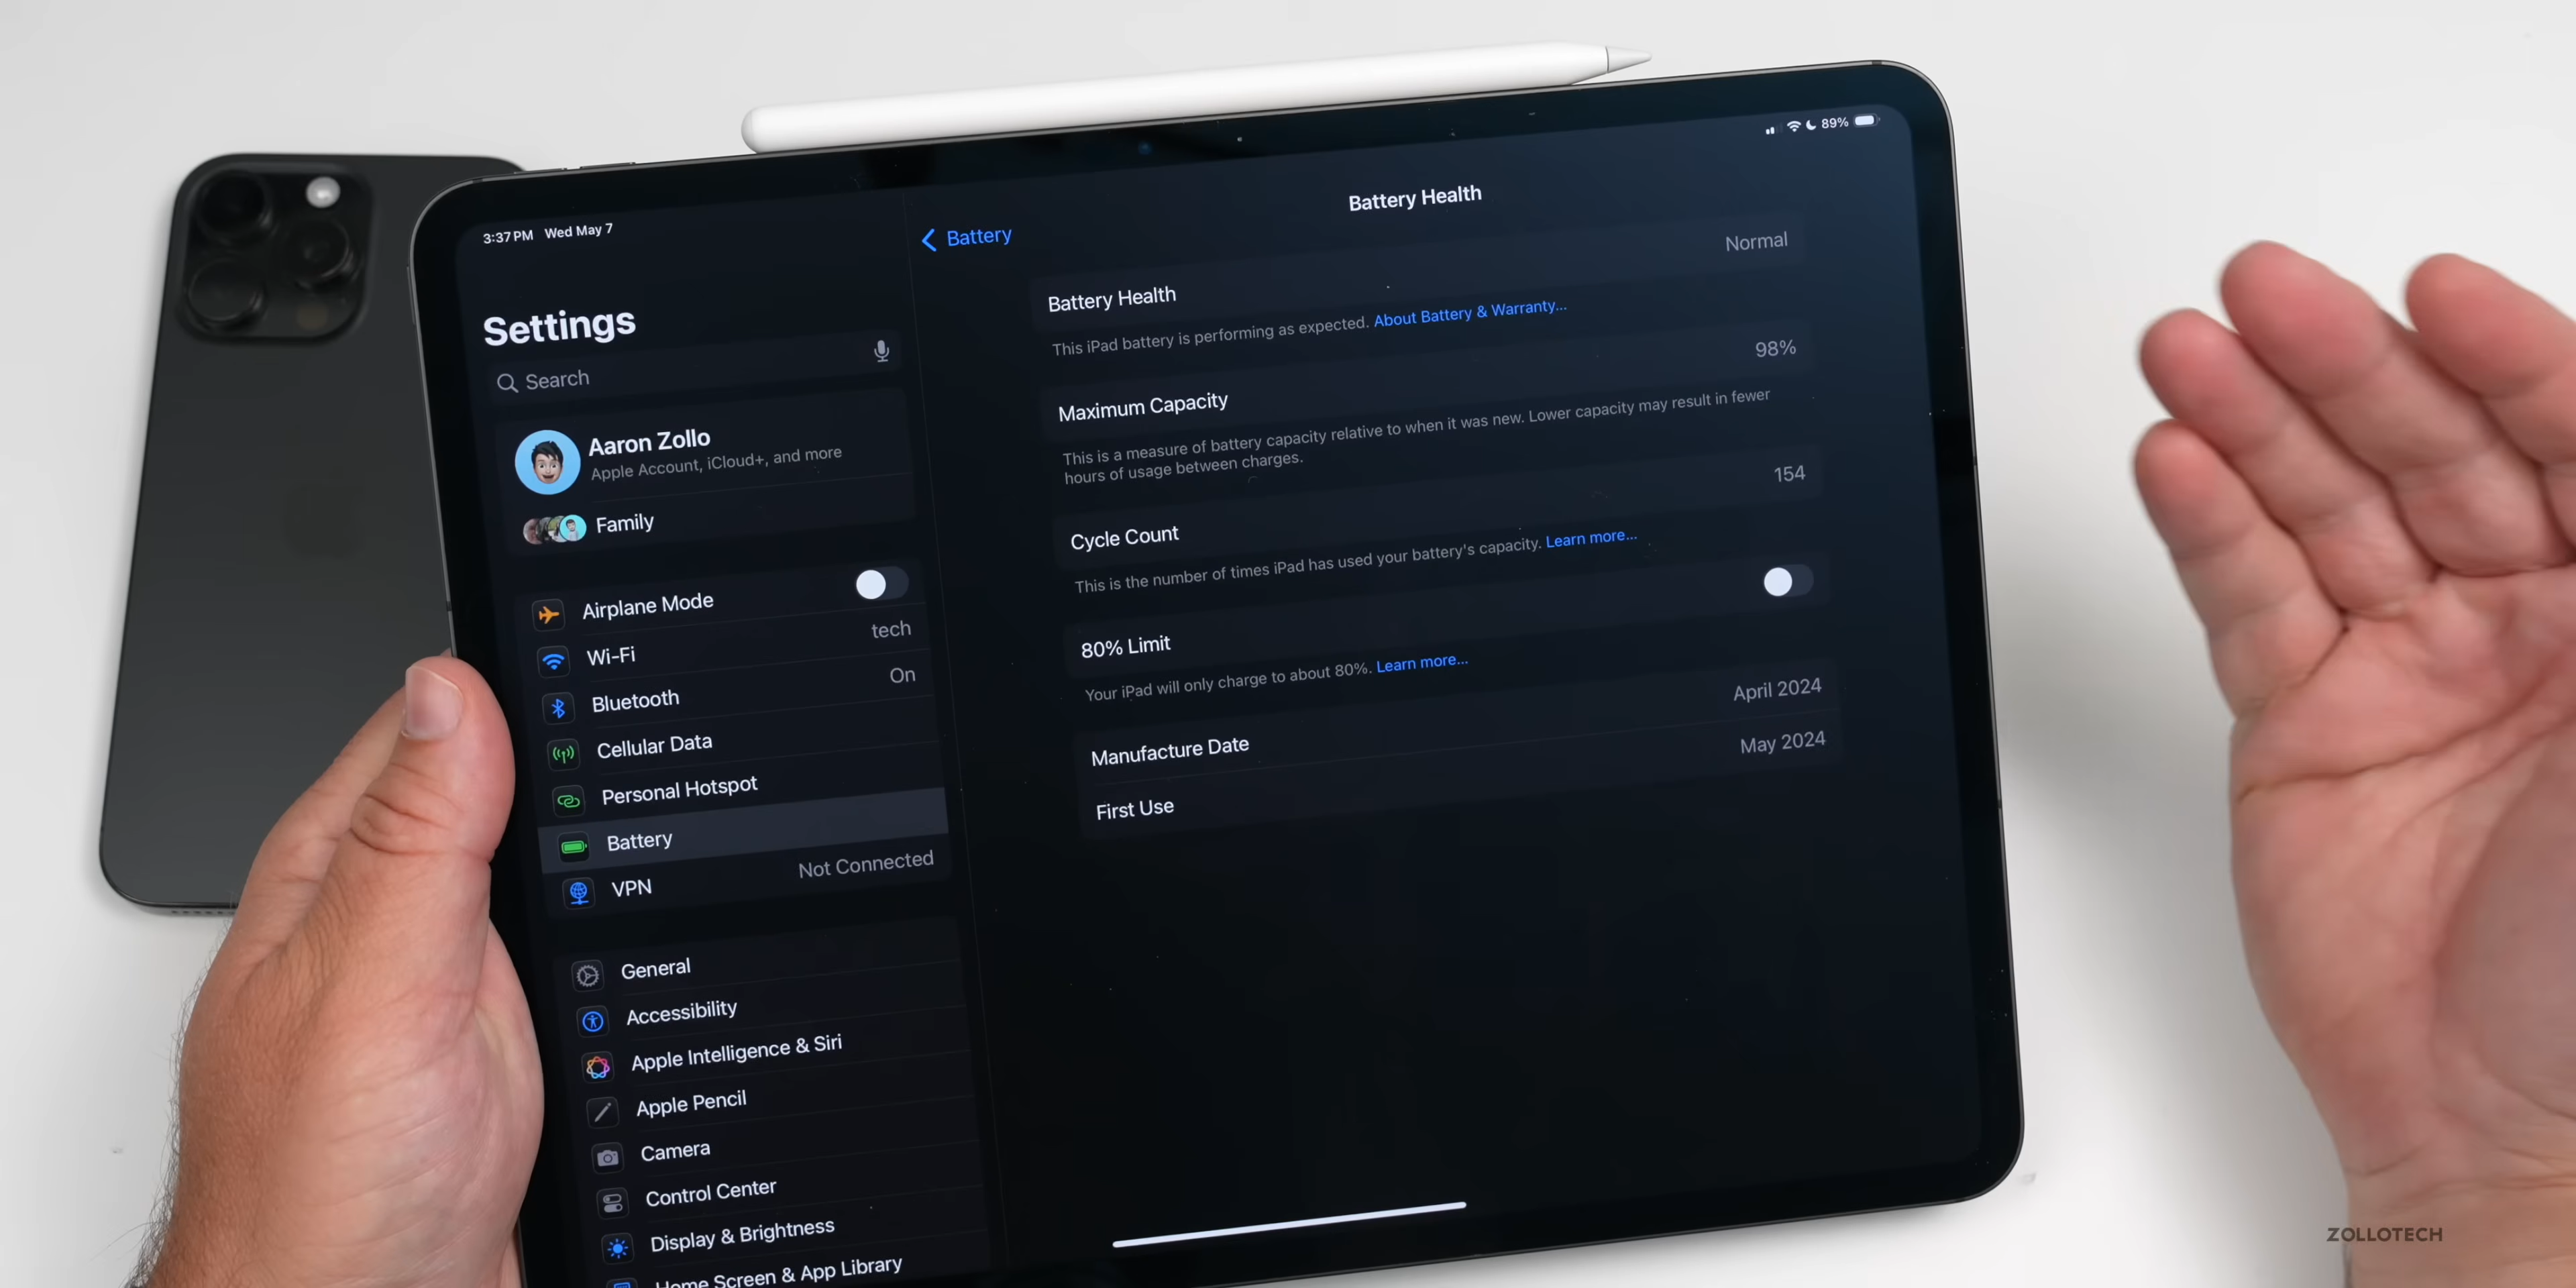 3:37 PM Wed May 7
89%
Settings
Search
Aaron Zollo
Apple Account, iCloud+, and more
Family
Airplane Mode
Wi-Fi tech
Bluetooth On
Cellular Data
Personal Hotspot
Battery
VPN Not Connected
General
Accessibility
Apple Intelligence & Siri
Apple Pencil
Camera
Control Center
Display & Brightness
Home Screen & App Library
Battery
Battery Health
Battery Health Normal
This iPad battery is performing as expected. About Battery & Warranty...
Maximum Capacity 98%
This is a measure of battery capacity relative to when it was new. Lower capacity may result in fewer
hours of usage between charges.
Cycle Count 154
This is the number of times iPad has used your battery's capacity. Learn more...
80% Limit
Your iPad will only charge to about 80%. Learn more...
Manufacture Date April 2024
First Use May 2024
ZOLLOTECH